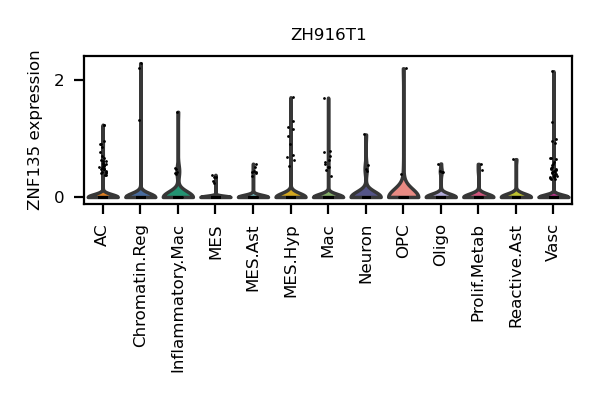 ZH916T1
ZNF135 expression
2
0
AC
Chromatin.Reg
Inflammatory.Mac
MES
MES.Ast
MES.Hyp
Mac
Neuron
OPC
Oligo
Prolif.Metab
Reactive.Ast
Vasc